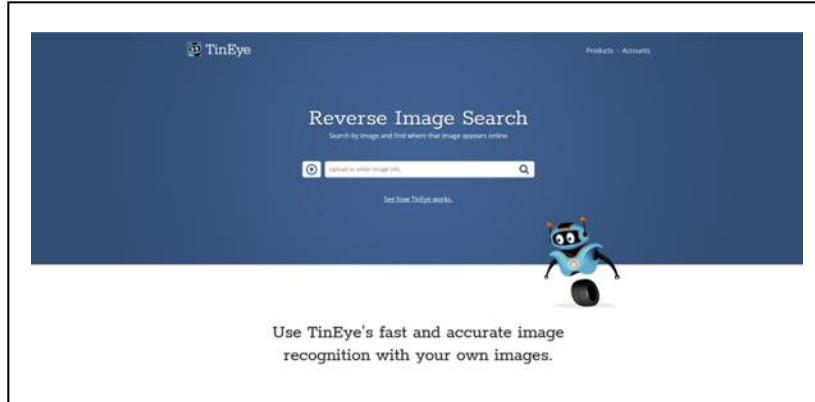 TinEye
Products · Accounts
Reverse Image Search
Search by image and find where that image appears online
Upload or enter image URL
See how TinEye works.
Use TinEye's fast and accurate image
recognition with your own images.